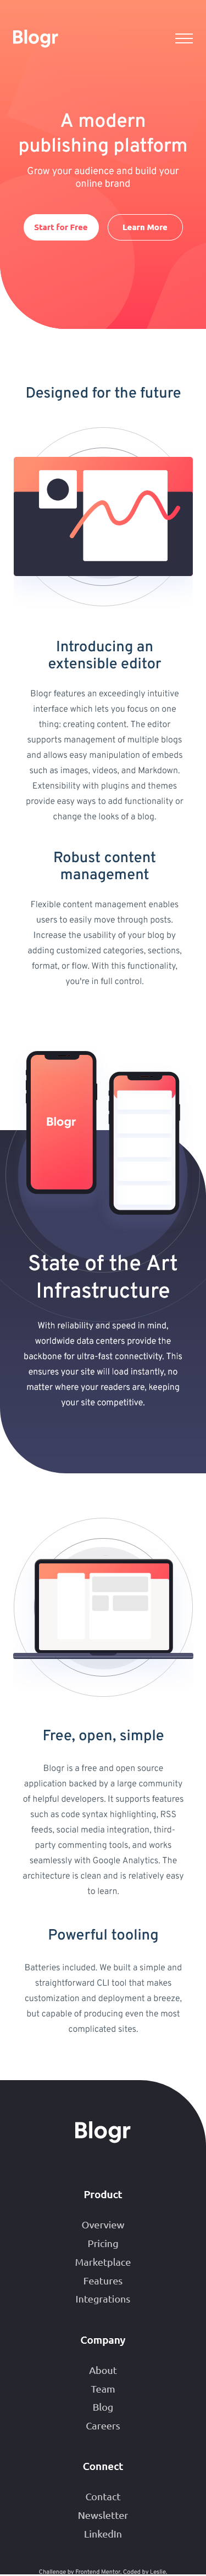 Blogr
A modern
publishing platform
Grow your audience and build your
online brand
Start for Free
Learn More
Designed for the future
Introducing an
extensible editor
Blogr features an exceedingly intuitive
interface which lets you focus on one
thing: creating content. The editor
supports management of multiple blogs
and allows easy manipulation of embeds
such as images, videos, and Markdown.
Extensibility with plugins and themes
provide easy ways to add functionality or
change the looks of a blog.
Robust content
management
Flexible content management enables
users to easily move through posts.
Increase the usability of your blog by
adding customized categories, sections,
format, or flow. With this functionality,
you're in full control.
Blogr
State of the Art
Infrastructure
With reliability and speed in mind,
worldwide data centers provide the
backbone for ultra-fast connectivity. This
ensures your site will load instantly, no
matter where your readers are, keeping
your site competitive.
Free, open, simple
Blogr is a free and open source
application backed by a large community
of helpful developers. It supports features
such as code syntax highlighting, RSS
feeds, social media integration, third-
party commenting tools, and works
seamlessly with Google Analytics. The
architecture is clean and is relatively easy
to learn.
Powerful tooling
Batteries included. We built a simple and
straightforward CLI tool that makes
customization and deployment a breeze,
but capable of producing even the most
complicated sites.
Blogr
Product
Overview
Pricing
Marketplace
Features
Integrations
Company
About
Team
Blog
Careers
Connect
Contact
Newsletter
LinkedIn
Challenge by Frontend Mentor. Coded by Leslie.